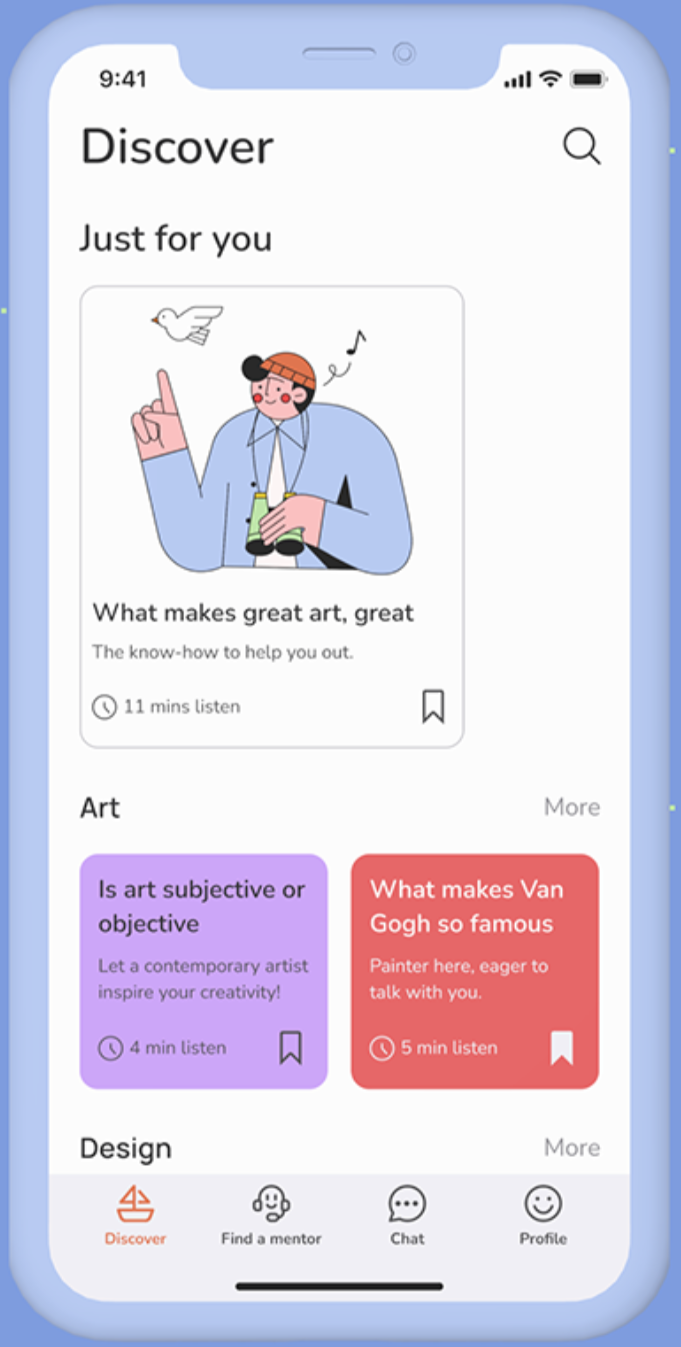 9:41
Discover
Just for you
What makes great art, great
The know-how to help you out.
11 mins listen
Art
More
Is art subjective or
objective
Let a contemporary artist
inspire your creativity!
4 min listen
What makes Van
Gogh so famous
Painter here, eager to
talk with you.
5 min listen
Design
More
Discover
Find a mentor
Chat
Profile